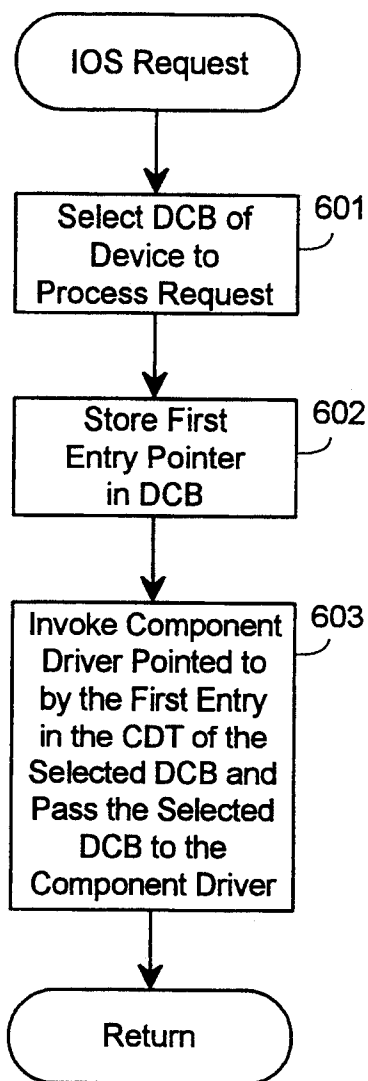 IOS Request
Select DCB of
Device to
Process Request
601
Store First
Entry Pointer
in DCB
602
Invoke Component
Driver Pointed to
by the First Entry
in the CDT of the
Selected DCB and
Pass the Selected
DCB to the
Component Driver
603
Return